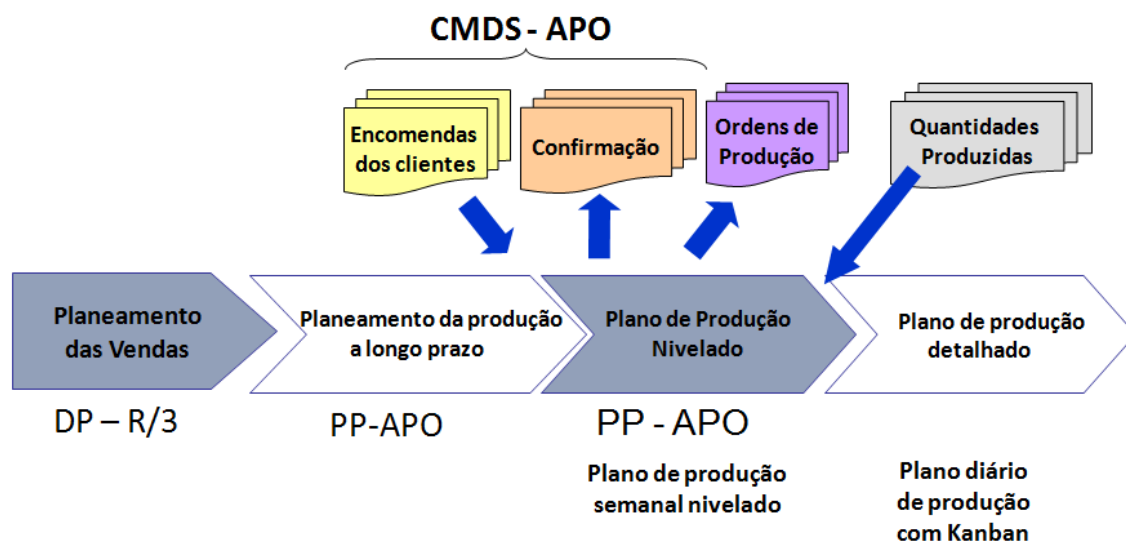 CMDS - APO
Encomendas
dos clientes
Confirmação
Ordens de
Produção
Quantidades
Produzidas
Planeamento
das Vendas
Planeamento da produção
a longo prazo
Plano de Produção
Nivelado
Plano de produção
detalhado
DP – R/3
PP-APO
PP - APO
Plano de produção
semanal nivelado
Plano diário
de produção
com Kanban